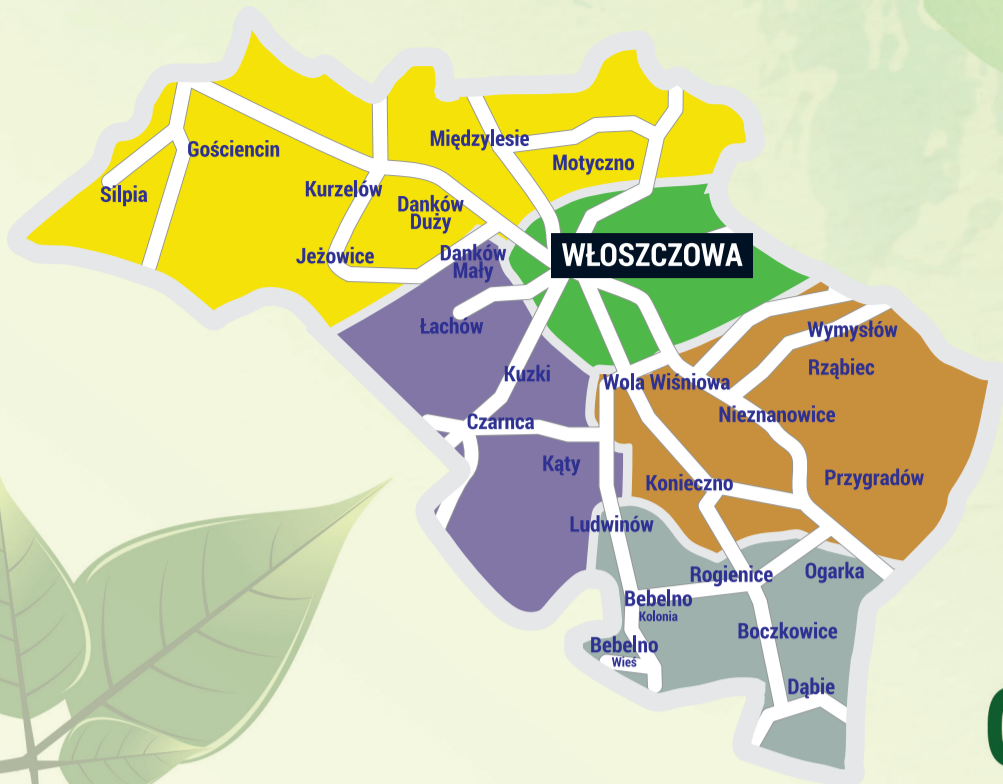 Międzylesie
Gościencin
Motyczno
Silpia
Kurzelów
Danków
Duży
Jeżowice
Danków
Mały
WŁOSZCZOWA
Łachów
Wymysłów
Rząbiec
Kuzki
Wola Wiśniowa
Nieznanowice
Czarnca
Kąty
Konieczno
Przygradów
Ludwinów
Rogienice
Ogarka
Bebelno
Kolonia
Boczkowice
Bebelno
Wieś
Dąbie